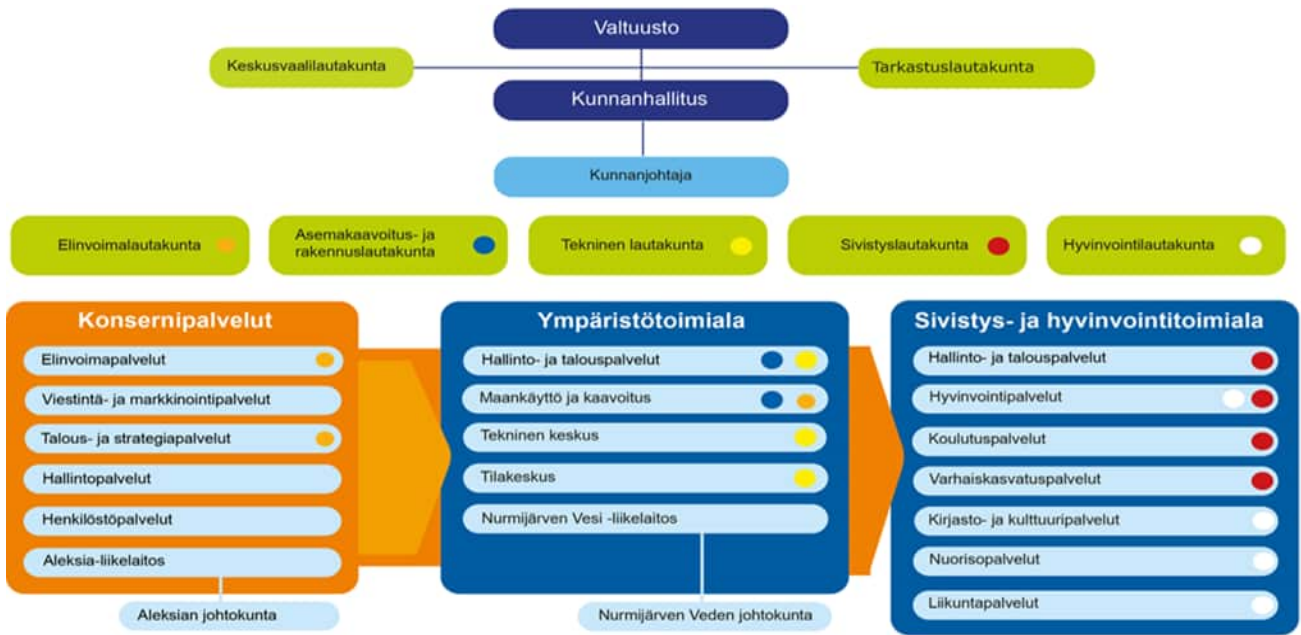 Valtuusto
Keskusvaalilautakunta
Tarkastuslautakunta
Kunnanhallitus
Kunnanjohtaja
Elinvoimalautakunta
Asemakaavoitus- ja
rakennuslautakunta
Tekninen lautakunta
Sivistyslautakunta
Hyvinvointilautakunta
Konsernipalvelut
Elinvoimapalvelut
Viestintä- ja markkinointipalvelut
Talous- ja strategiapalvelut
Hallintopalvelut
Henkilöstöpalvelut
Aleksia-liikelaitos
Aleksian johtokunta
Ympäristötoimiala
Hallinto- ja talouspalvelut
Maankäyttö ja kaavoitus
Tekninen keskus
Tilakeskus
Nurmijärven Vesi -liikelaitos
Nurmijärven Veden johtokunta
Sivistys- ja hyvinvointitoimiala
Hallinto- ja talouspalvelut
Hyvinvointipalvelut
Koulutuspalvelut
Varhaiskasvatuspalvelut
Kirjasto- ja kulttuuripalvelut
Nuorisopalvelut
Liikuntapalvelut